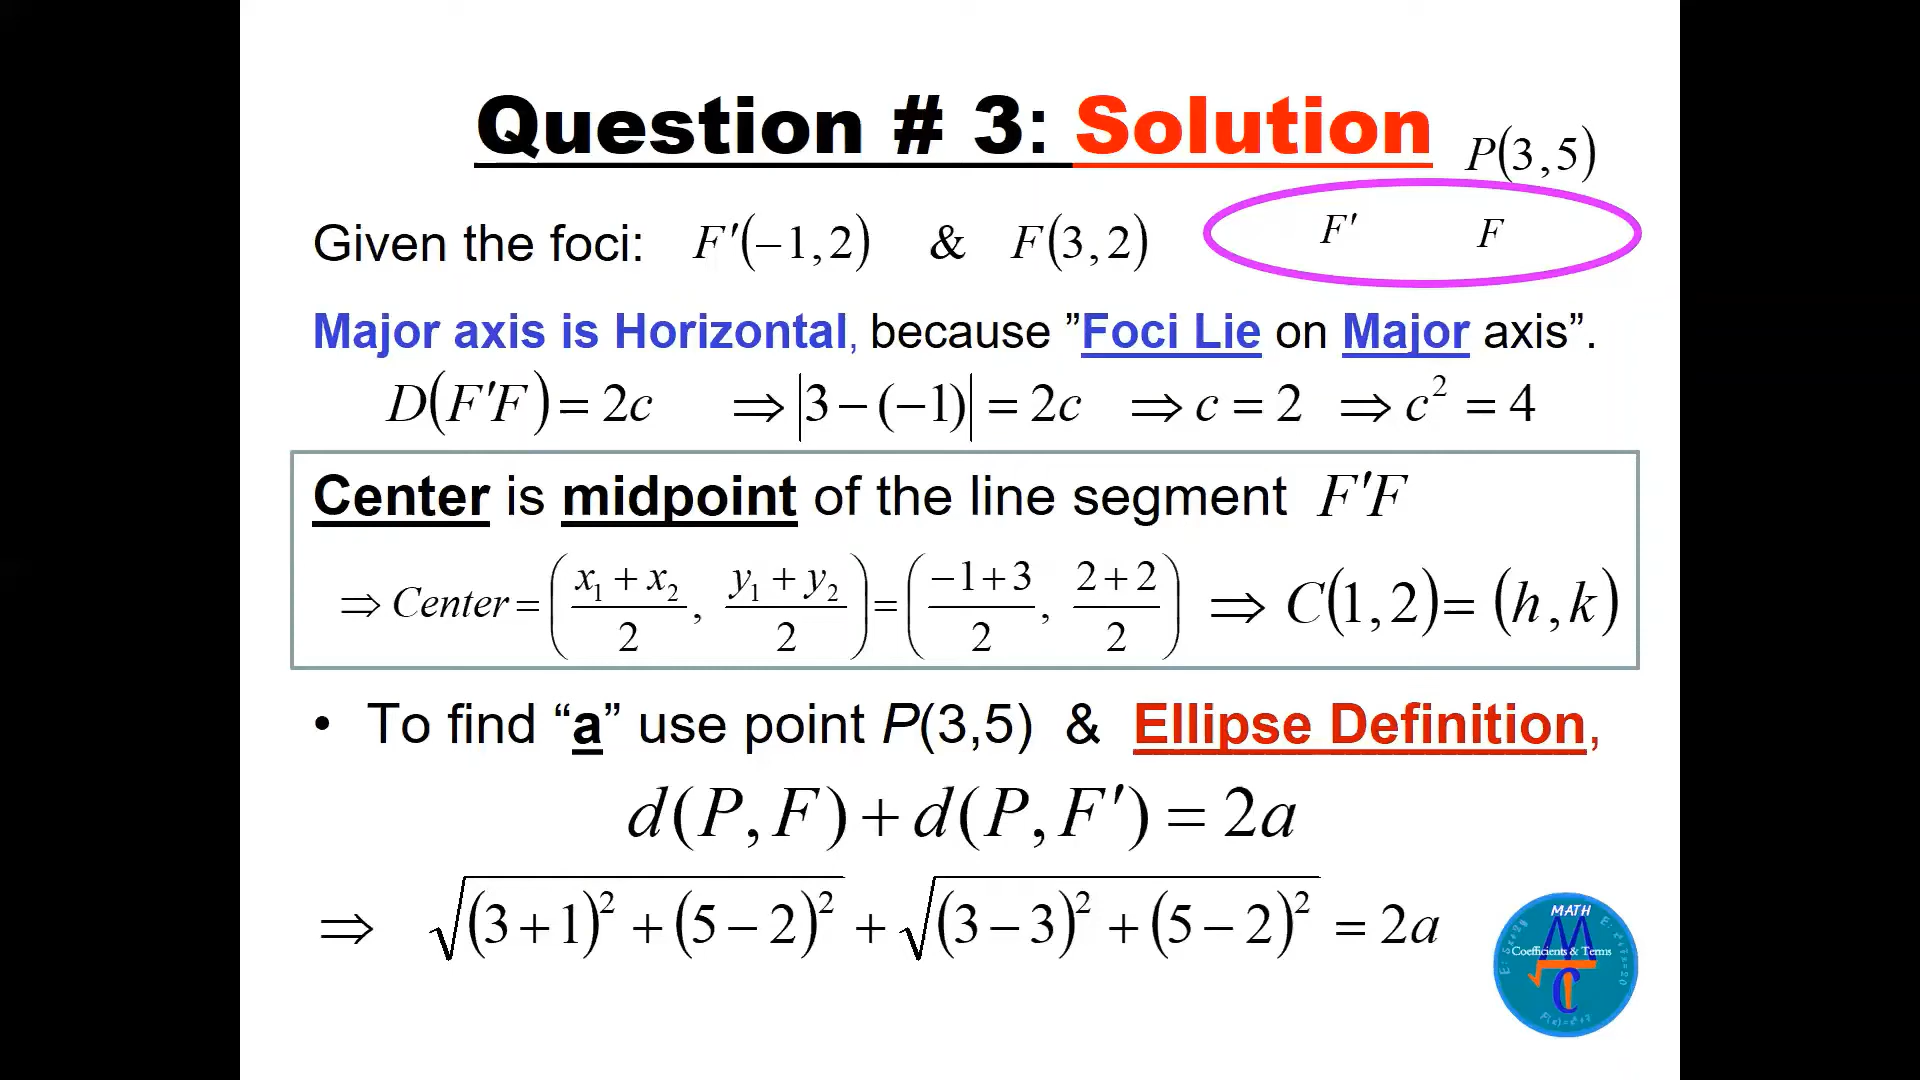 Question # 3: Solution
P(3,5)
Given the foci: F′(−1,2) & F(3,2)
F′ F
Major axis is Horizontal, because ”Foci Lie on Major axis”.
D(F′F) = 2c ⇒ |3−(−1)| = 2c ⇒ c = 2 ⇒ c² = 4
Center is midpoint of the line segment F′F
⇒ Center = ((x₁ + x₂)/2, (y₁ + y₂)/2) = ((−1+3)/2, (2+2)/2) ⇒ C(1,2) = (h,k)
• To find “a” use point P(3,5) & Ellipse Definition,
d(P,F) + d(P,F′) = 2a
⇒ √((3+1)² + (5−2)²) + √((3−3)² + (5−2)²) = 2a
MATH
Coefficients & Terms